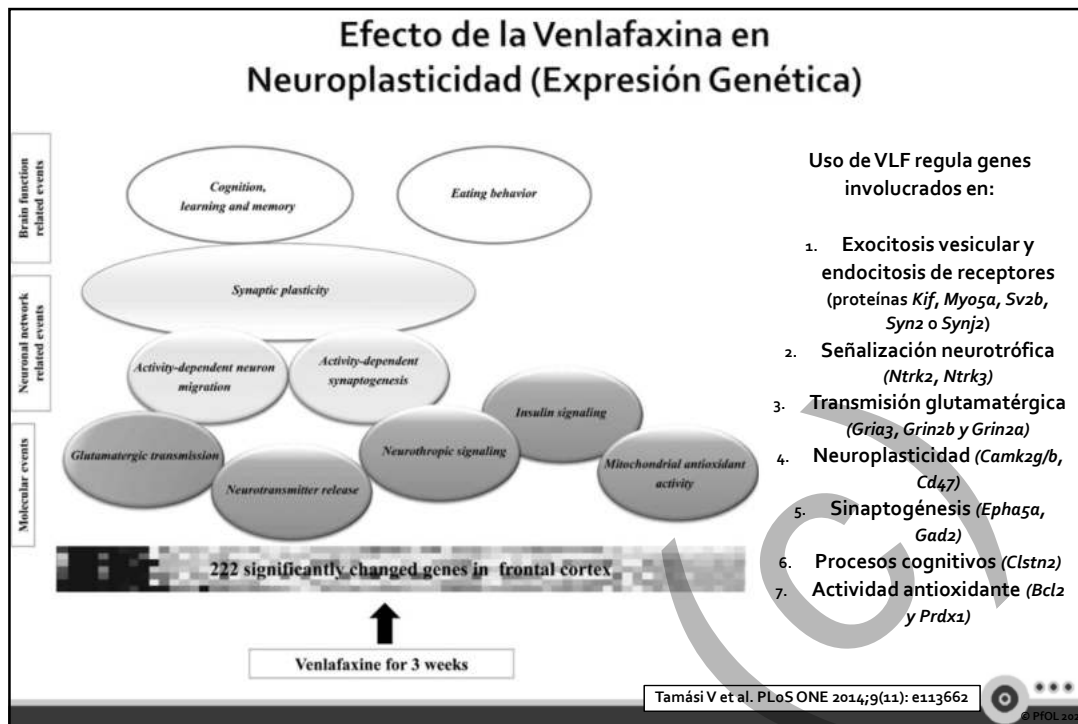 Efecto de la Venlafaxina en
Neuroplasticidad (Expresión Genética)
Brain function
related events
Cognition,
learning and memory
Eating behavior
Neuronal network
related events
Synaptic plasticity
Activity-dependent neuron
migration
Activity-dependent
synaptogenesis
Molecular events
Glutamatergic transmission
Neurotransmitter release
Neurothropic signaling
Insulin signaling
Mitochondrial antioxidant
activity
222 significantly changed genes in frontal cortex
Venlafaxine for 3 weeks
Uso de VLF regula genes
involucrados en:
1. Exocitosis vesicular y
endocitosis de receptores
(proteínas Kif, Myo5a, Sv2b,
Syn2 o Synj2)
2. Señalización neurotrófica
(Ntrk2, Ntrk3)
3. Transmisión glutamatérgica
(Gria3, Grin2b y Grin2a)
4. Neuroplasticidad (Camk2g/b,
Cd47)
5. Sinaptogénesis (Epha5a,
Gad2)
6. Procesos cognitivos (Clstn2)
7. Actividad antioxidante (Bcl2
y Prdx1)
Tamási V et al. PLoS ONE 2014;9(11): e113662
© PfOL